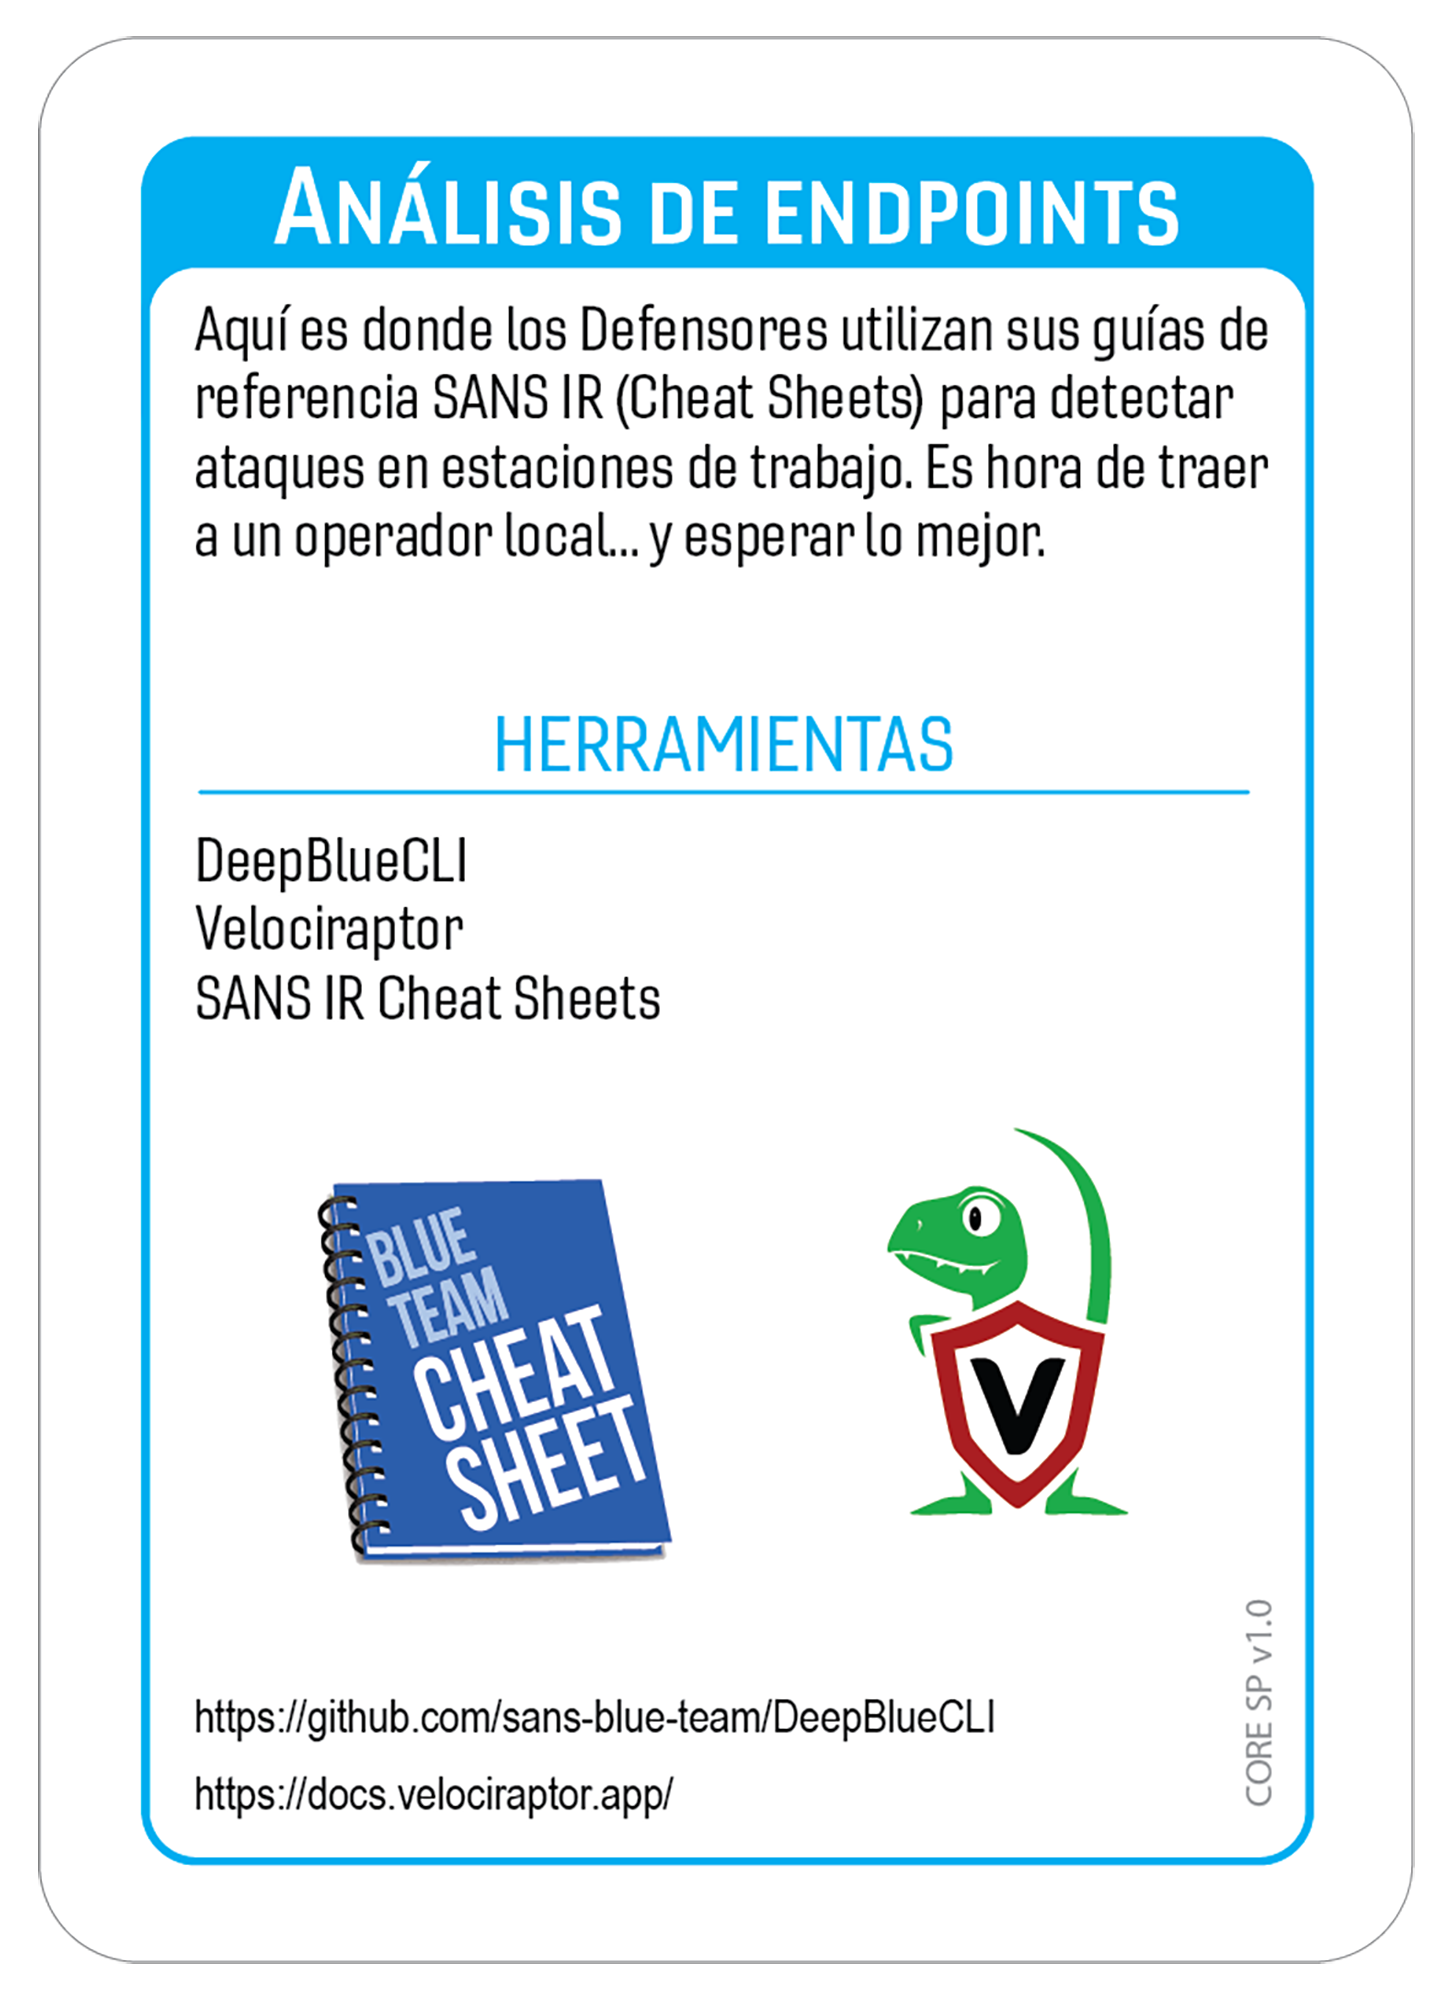 ANÁLISIS DE ENDPOINTS
Aquí es donde los Defensores utilizan sus guías de
referencia SANS IR (Cheat Sheets) para detectar
ataques en estaciones de trabajo. Es hora de traer
a un operador local... y esperar lo mejor.
HERRAMIENTAS
DeepBlueCLI
Velociraptor
SANS IR Cheat Sheets
BLUE
TEAM
CHEAT
SHEET
V
https://github.com/sans-blue-team/DeepBlueCLI
https://docs.velociraptor.app/
CORE SP v1.0